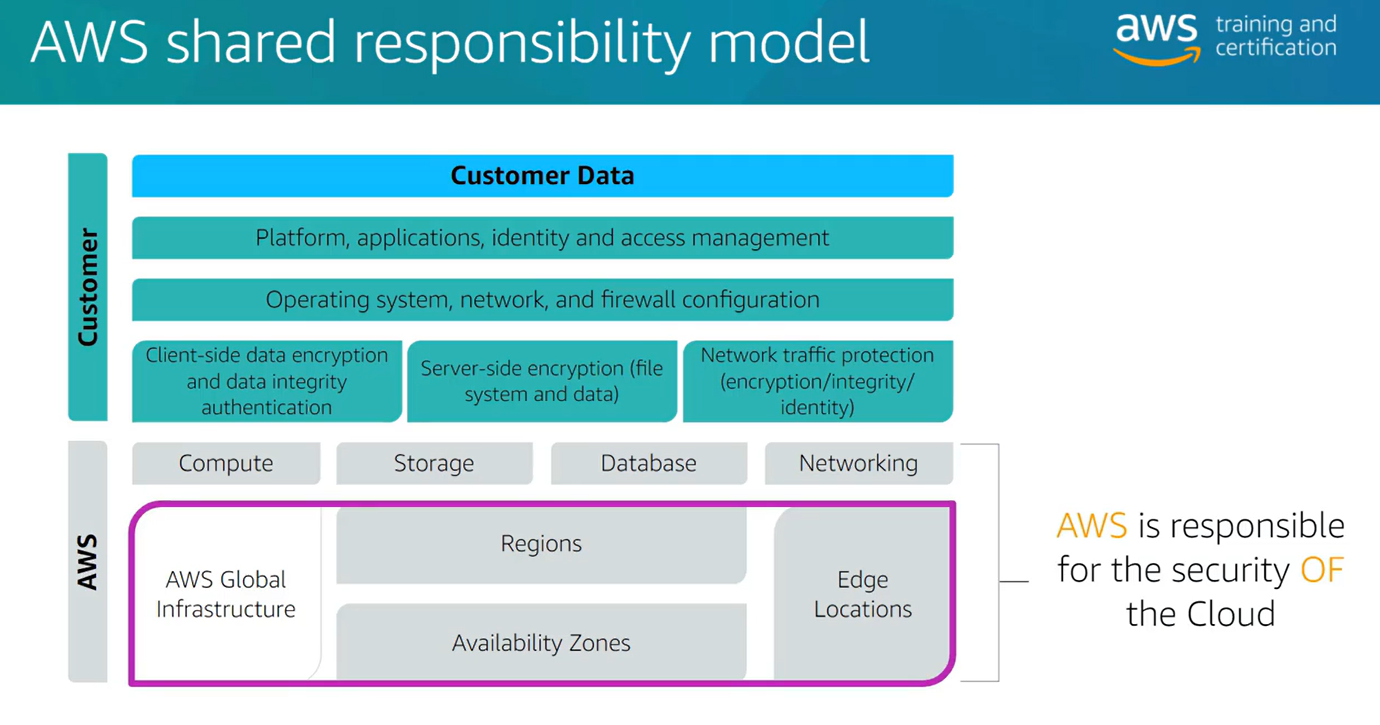 AWS shared responsibility model
aws training and
certification
Customer
Customer Data
Platform, applications, identity and access management
Operating system, network, and firewall configuration
Client-side data encryption
and data integrity
authentication
Server-side encryption (file
system and data)
Network traffic protection
(encryption/integrity/
identity)
AWS
Compute
Storage
Database
Networking
AWS Global
Infrastructure
Regions
Availability Zones
Edge
Locations
AWS is responsible
for the security OF
the Cloud